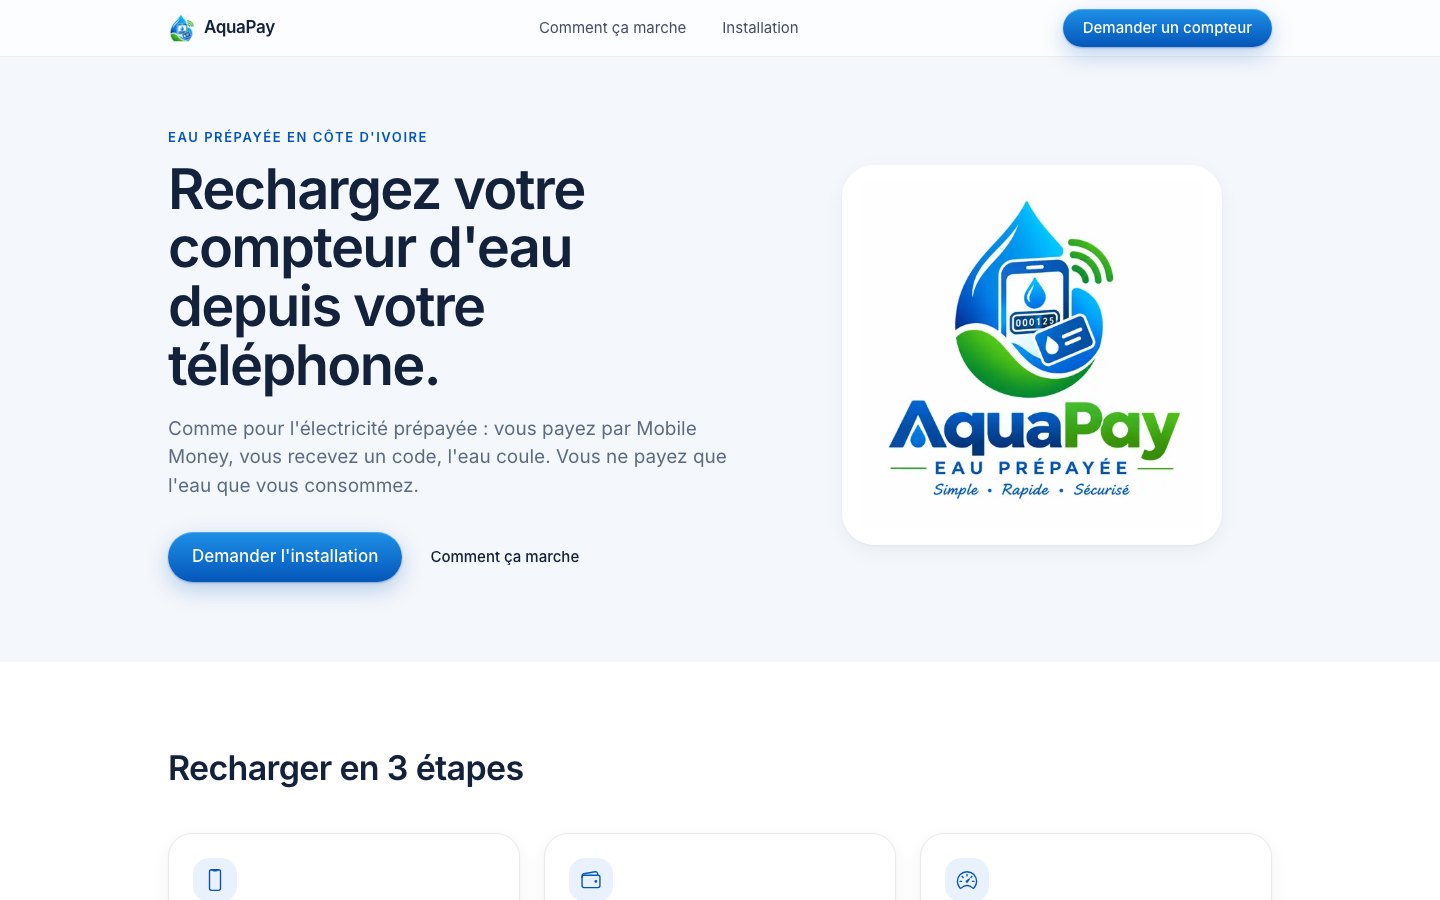 AquaPay
Comment ça marche
Installation
Demander un compteur
EAU PRÉPAYÉE EN CÔTE D'IVOIRE
Rechargez votre
compteur d'eau
depuis votre
téléphone.
Comme pour l'électricité prépayée : vous payez par Mobile
Money, vous recevez un code, l'eau coule. Vous ne payez que
l'eau que vous consommez.
Demander l'installation
Comment ça marche
000125
AquaPay
EAU PRÉPAYÉE
Simple • Rapide • Sécurisé
Recharger en 3 étapes